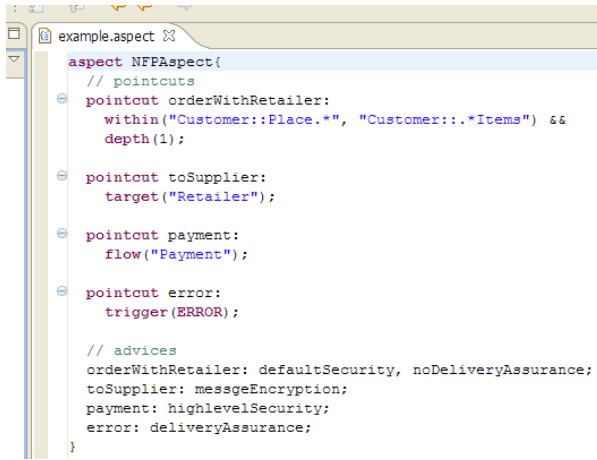 example.aspect
aspect NFPAspect{
// pointcuts
pointcut orderWithRetailer:
within("Customer::Place.*", "Customer::.*Items") &&
depth(1);
pointcut toSupplier:
target("Retailer");
pointcut payment:
flow("Payment");
pointcut error:
trigger(ERROR);
// advices
orderWithRetailer: defaultSecurity, noDeliveryAssurance;
toSupplier: messgeEncryption;
payment: highlevelSecurity;
error: deliveryAssurance;
}